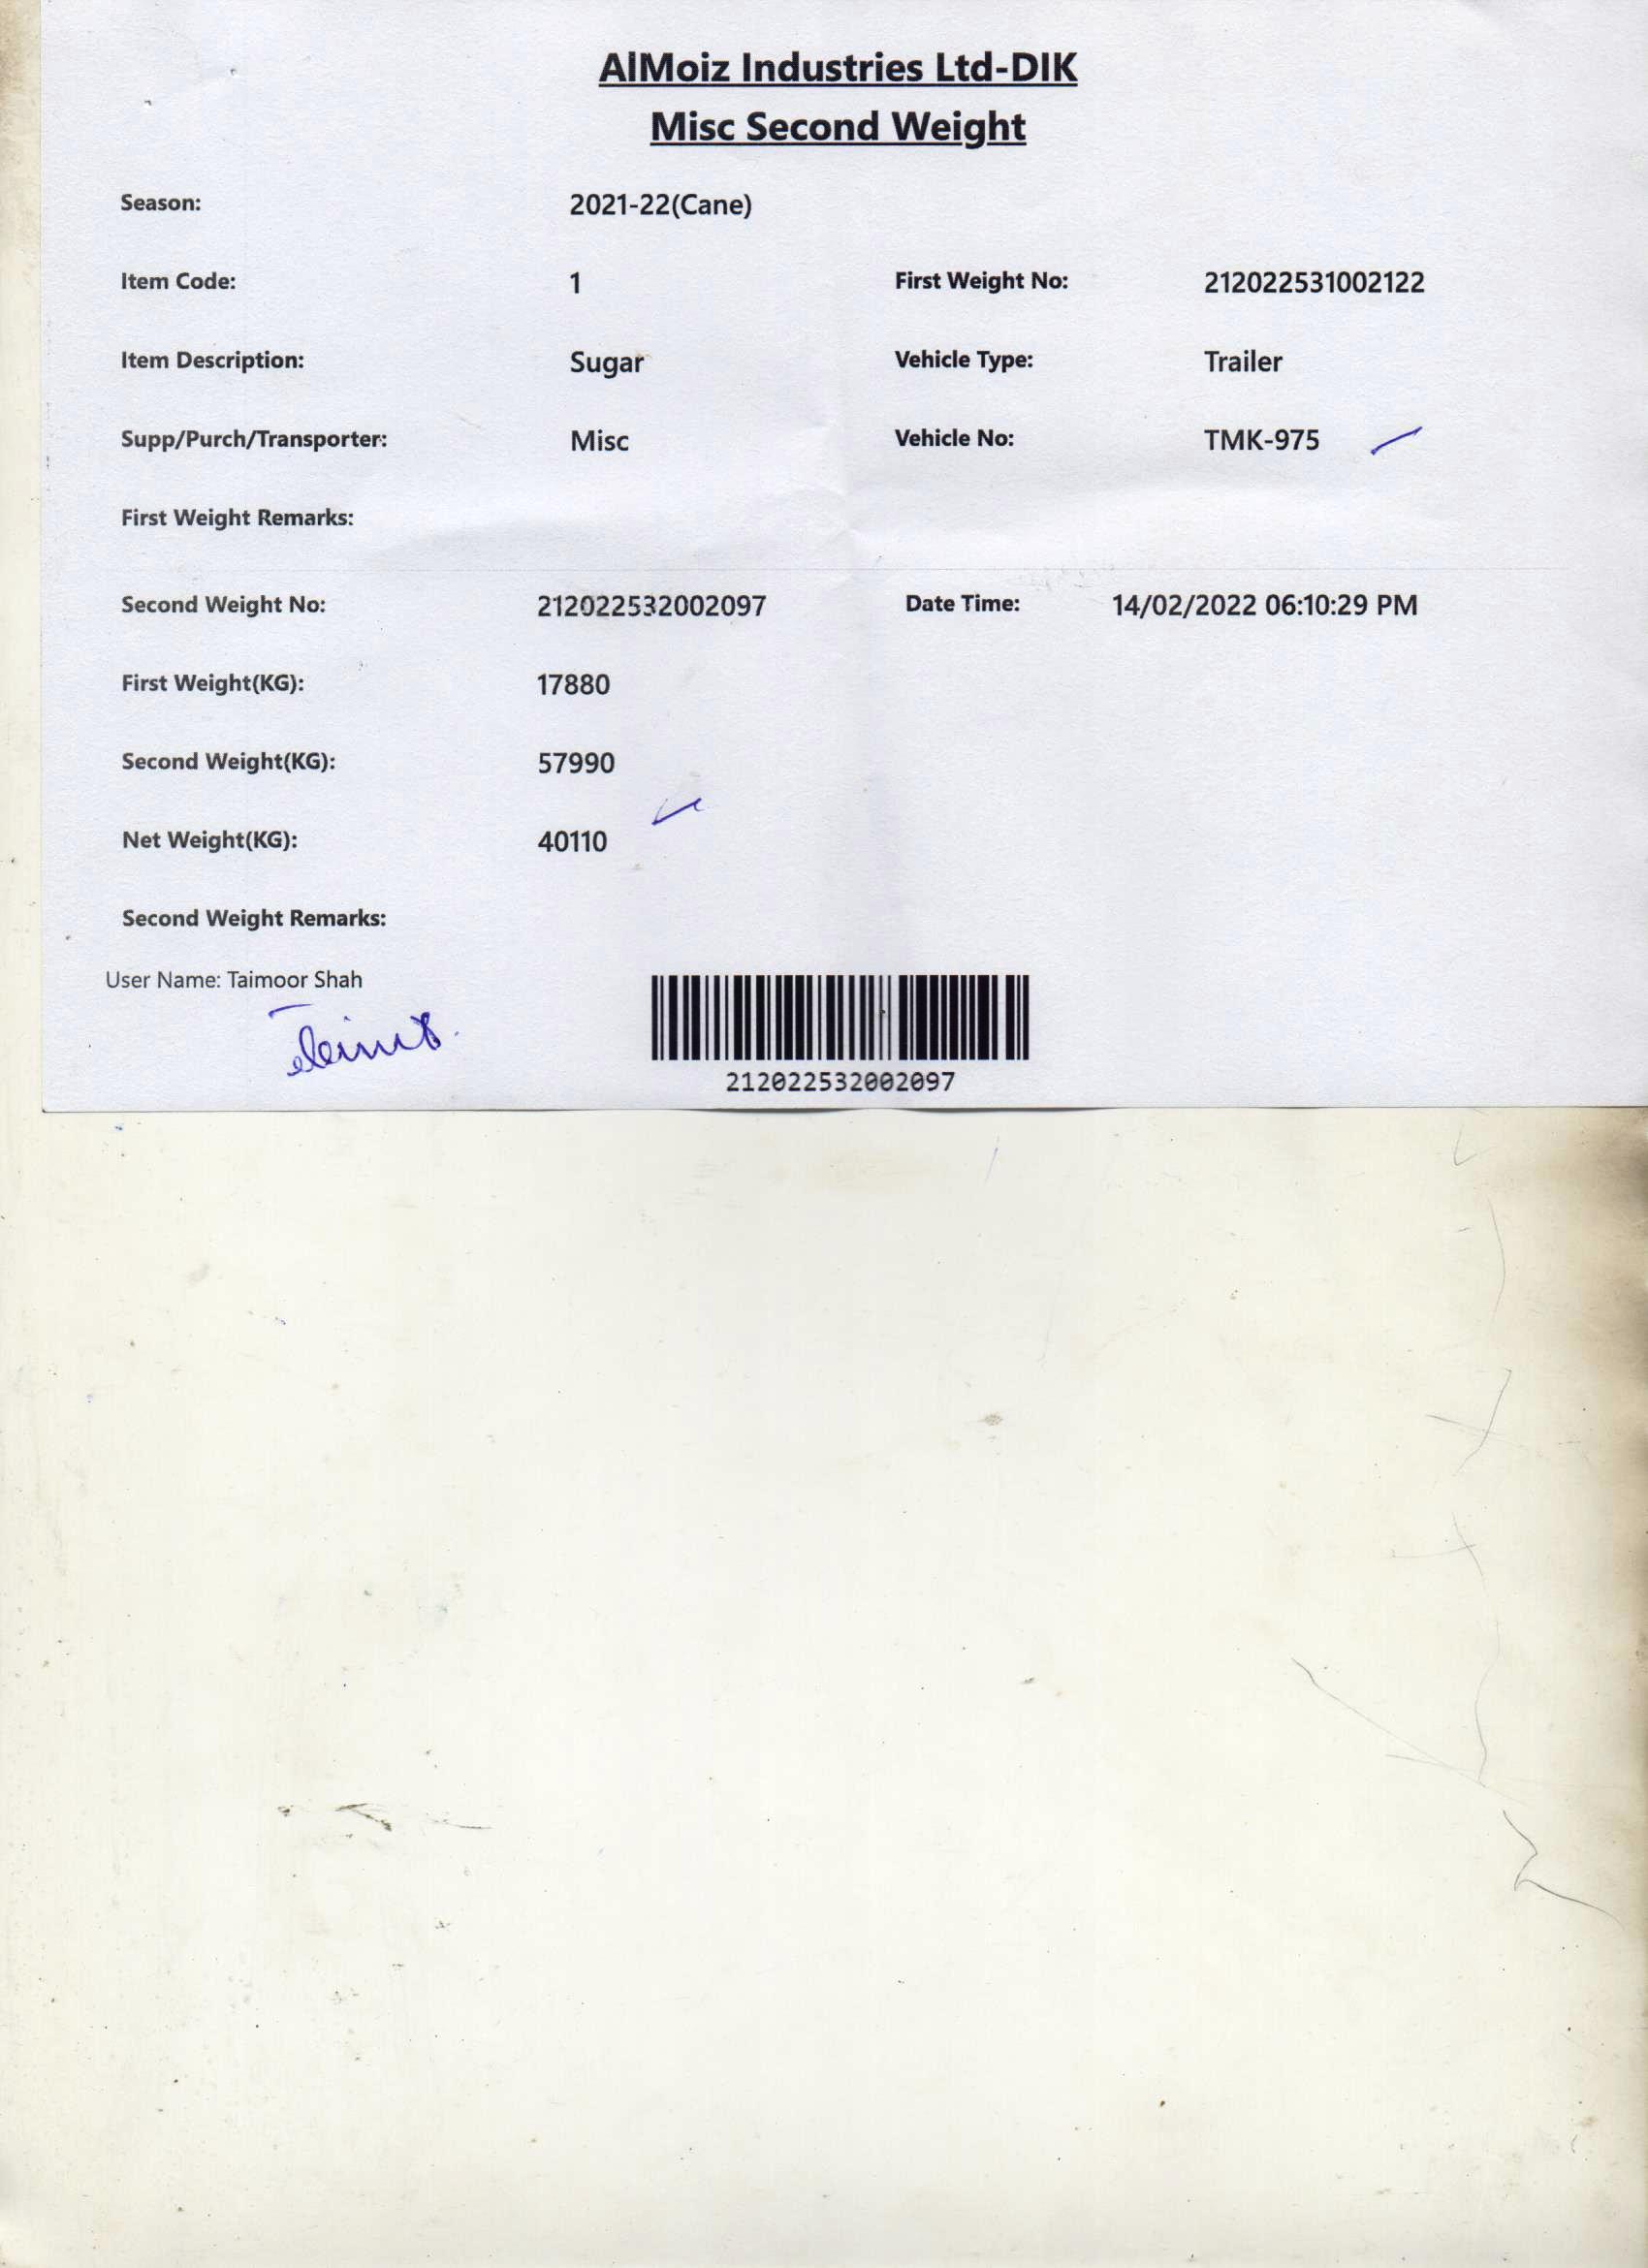 AlMoiz Industries Ltd-DIK
Misc Second Weight
Season: 2021-22(Cane)
Item Code: 1 First Weight No: 212022531002122
Item Description: Sugar Vehicle Type: Trailer
Supp/Purch/Transporter: Misc Vehicle No: TMK-975
First Weight Remarks:
Second Weight No: 212022532002097 Date Time: 14/02/2022 06:10:29 PM
First Weight(KG): 17880
Second Weight(KG): 57990
Net Weight(KG): 40110
Second Weight Remarks:
User Name: Taimoor Shah
212022532002097